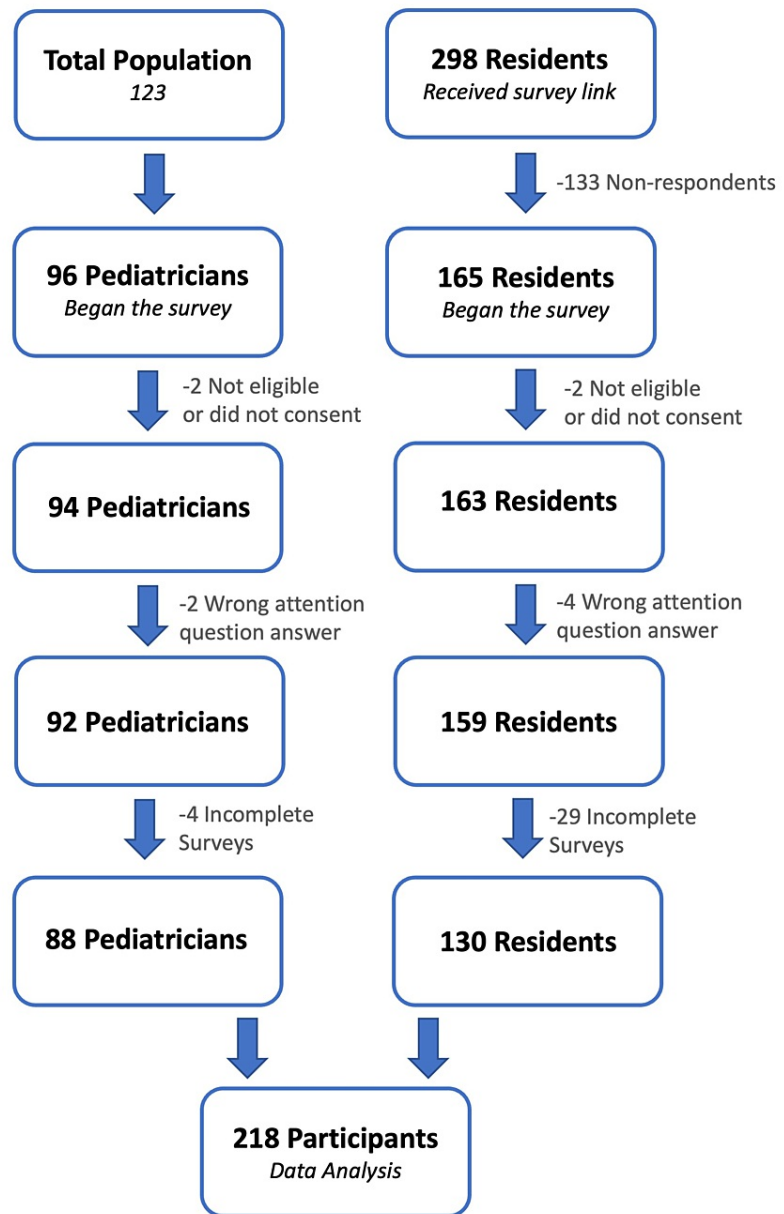 Total Population
123
298 Residents
Received survey link
-133 Non-respondents
96 Pediatricians
Began the survey
165 Residents
Began the survey
-2 Not eligible
or did not consent
-2 Not eligible
or did not consent
94 Pediatricians
163 Residents
-2 Wrong attention
question answer
-4 Wrong attention
question answer
92 Pediatricians
159 Residents
-4 Incomplete
Surveys
-29 Incomplete
Surveys
88 Pediatricians
130 Residents
218 Participants
Data Analysis